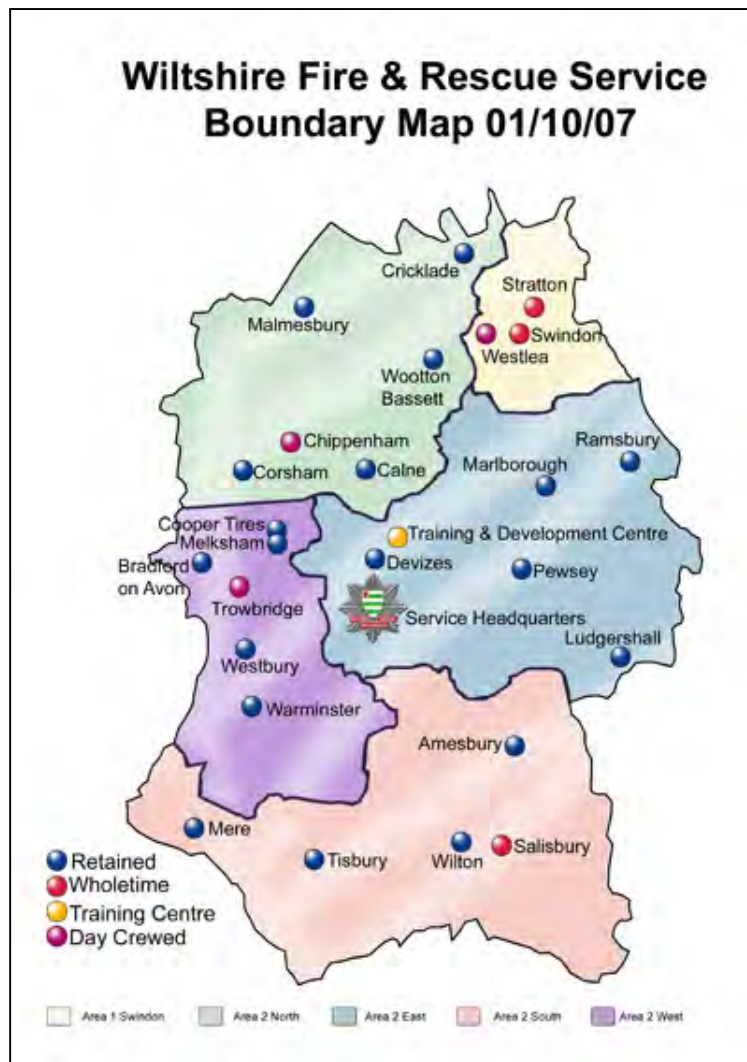 Wiltshire Fire & Rescue Service
Boundary Map 01/10/07
Cricklade
Stratton
Malmesbury
Swindon
Westlea
Wootton
Bassett
Chippenham
Ramsbury
Marlborough
Corsham
Calne
Cooper Tires
Melksham
Training & Development Centre
Bradford
on Avon
Devizes
Pewsey
Trowbridge
Service Headquarters
Ludgershall
Westbury
Warminster
Amesbury
Mere
Tisbury
Wilton
Salisbury
Retained
Wholetime
Training Centre
Day Crewed
Area 1 Swindon
Area 2 North
Area 2 East
Area 2 South
Area 2 West